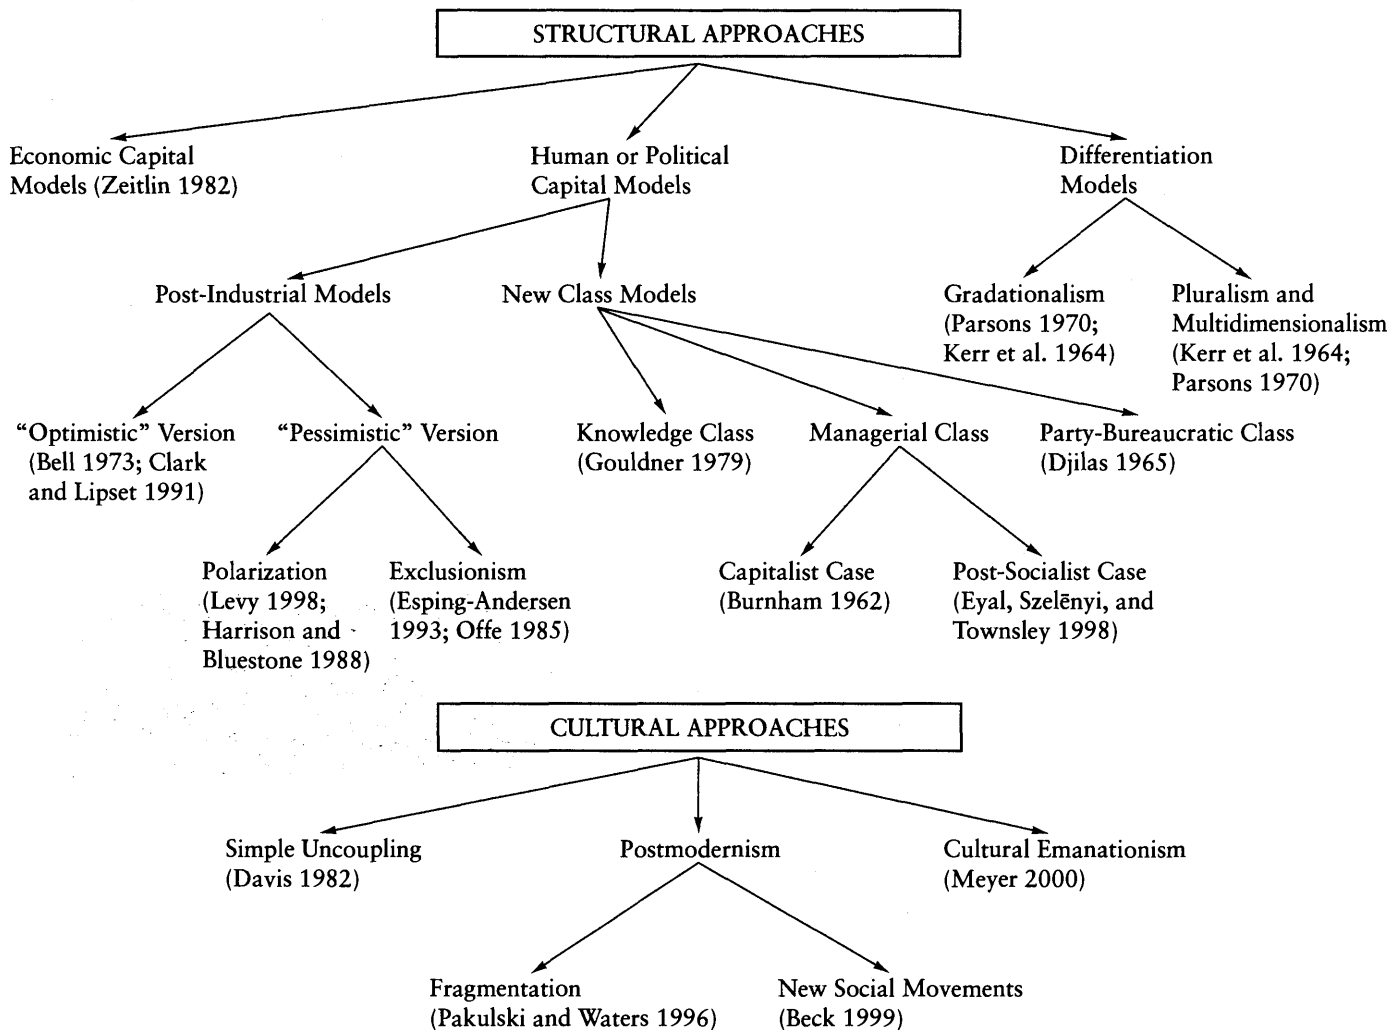 STRUCTURAL APPROACHES
Economic Capital
Models (Zeitlin 1982)
Human or Political
Capital Models
Differentiation
Models
Post-Industrial Models
New Class Models
Gradationalism
(Parsons 1970;
Kerr et al. 1964)
Pluralism and
Multidimensionalism
(Kerr et al. 1964;
Parsons 1970)
“Optimistic” Version
(Bell 1973; Clark
and Lipset 1991)
“Pessimistic” Version
Knowledge Class
(Gouldner 1979)
Managerial Class
Party-Bureaucratic Class
(Djilas 1965)
Polarization
(Levy 1998;
Harrison and
Bluestone 1988)
Exclusionism
(Esping-Andersen
1993; Offe 1985)
Capitalist Case
(Burnham 1962)
Post-Socialist Case
(Eyal, Szelēnyi, and
Townsley 1998)
CULTURAL APPROACHES
Simple Uncoupling
(Davis 1982)
Postmodernism
Cultural Emanationism
(Meyer 2000)
Fragmentation
(Pakulski and Waters 1996)
New Social Movements
(Beck 1999)